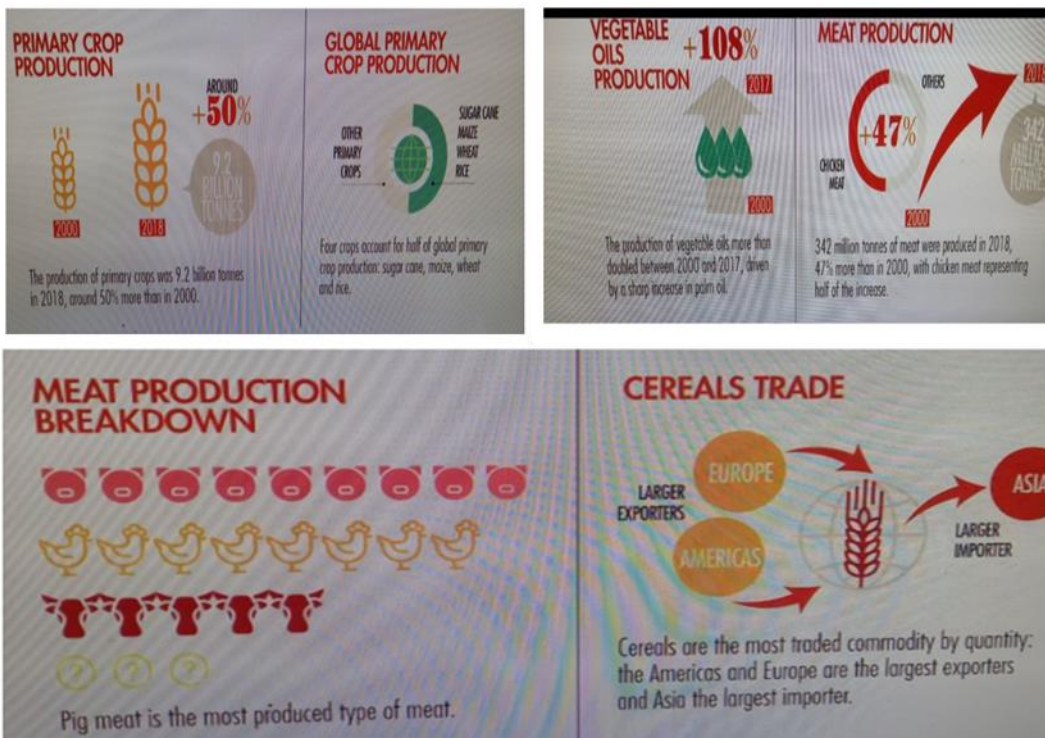 PRIMARY CROP
PRODUCTION
AROUND
+50%
9.2
BILLION
TONNES
2000
2018
The production of primary crops was 9.2 billion tonnes
in 2018, around 50% more than in 2000.
GLOBAL PRIMARY
CROP PRODUCTION
OTHER
PRIMARY
CROPS
SUGAR CANE
MAIZE
WHEAT
RICE
Four crops account for half of global primary
crop production: sugar cane, maize, wheat
and rice.
VEGETABLE
OILS
PRODUCTION
+108%
2017
2000
The production of vegetable oils more than
doubled between 2000 and 2017, driven
by a sharp increase in palm oil.
MEAT PRODUCTION
OTHERS
+47%
CHICKEN
MEAT
2000
2018
342
MILLION
TONNES
342 million tonnes of meat were produced in 2018,
47% more than in 2000, with chicken meat representing
half of the increase.
MEAT PRODUCTION
BREAKDOWN
? ? ?
Pig meat is the most produced type of meat.
CEREALS TRADE
EUROPE
LARGER
EXPORTERS
AMERICAS
ASIA
LARGER
IMPORTER
Cereals are the most traded commodity by quantity:
the Americas and Europe are the largest exporters
and Asia the largest importer.